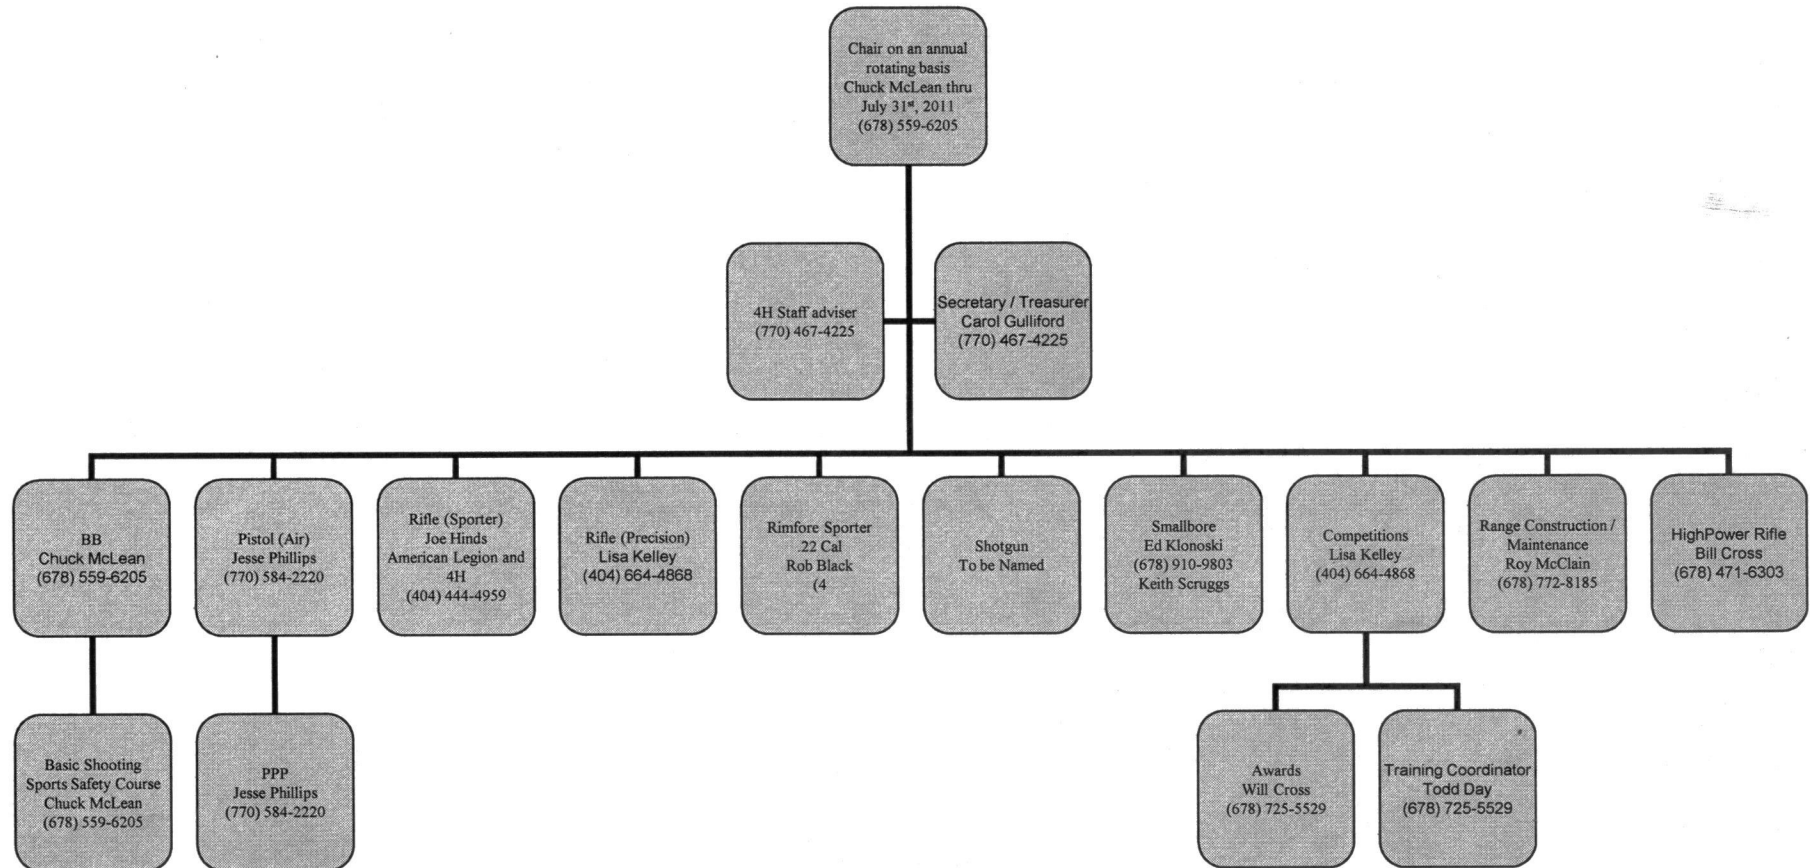 Chair on an annual
rotating basis
Chuck McLean thru
July 31st, 2011
(678) 559-6205
4H Staff adviser
(770) 467-4225
Secretary / Treasurer
Carol Gulliford
(770) 467-4225
BB
Chuck McLean
(678) 559-6205
Pistol (Air)
Jesse Phillips
(770) 584-2220
Rifle (Sporter)
Joe Hinds
American Legion and
4H
(404) 444-4959
Rifle (Precision)
Lisa Kelley
(404) 664-4868
Rimfore Sporter
.22 Cal
Rob Black
(4
Shotgun
To be Named
Smallbore
Ed Klonoski
(678) 910-9803
Keith Scruggs
Competitions
Lisa Kelley
(404) 664-4868
Range Construction /
Maintenance
Roy McClain
(678) 772-8185
HighPower Rifle
Bill Cross
(678) 471-6303
Basic Shooting
Sports Safety Course
Chuck McLean
(678) 559-6205
PPP
Jesse Phillips
(770) 584-2220
Awards
Will Cross
(678) 725-5529
Training Coordinator
Todd Day
(678) 725-5529